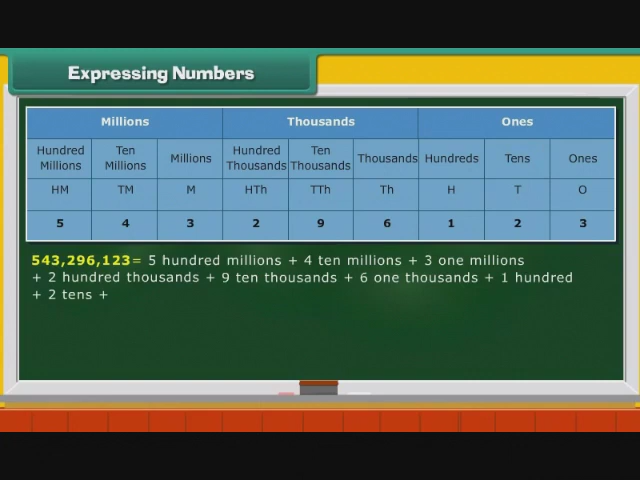 Expressing Numbers
Millions Thousands Ones
Hundred Millions Ten Millions Millions Hundred Thousands Ten Thousands Thousands Hundreds Tens Ones
HM TM M HTh TTh Th H T O
5 4 3 2 9 6 1 2 3
543,296,123= 5 hundred millions + 4 ten millions + 3 one millions
+ 2 hundred thousands + 9 ten thousands + 6 one thousands + 1 hundred
+ 2 tens +